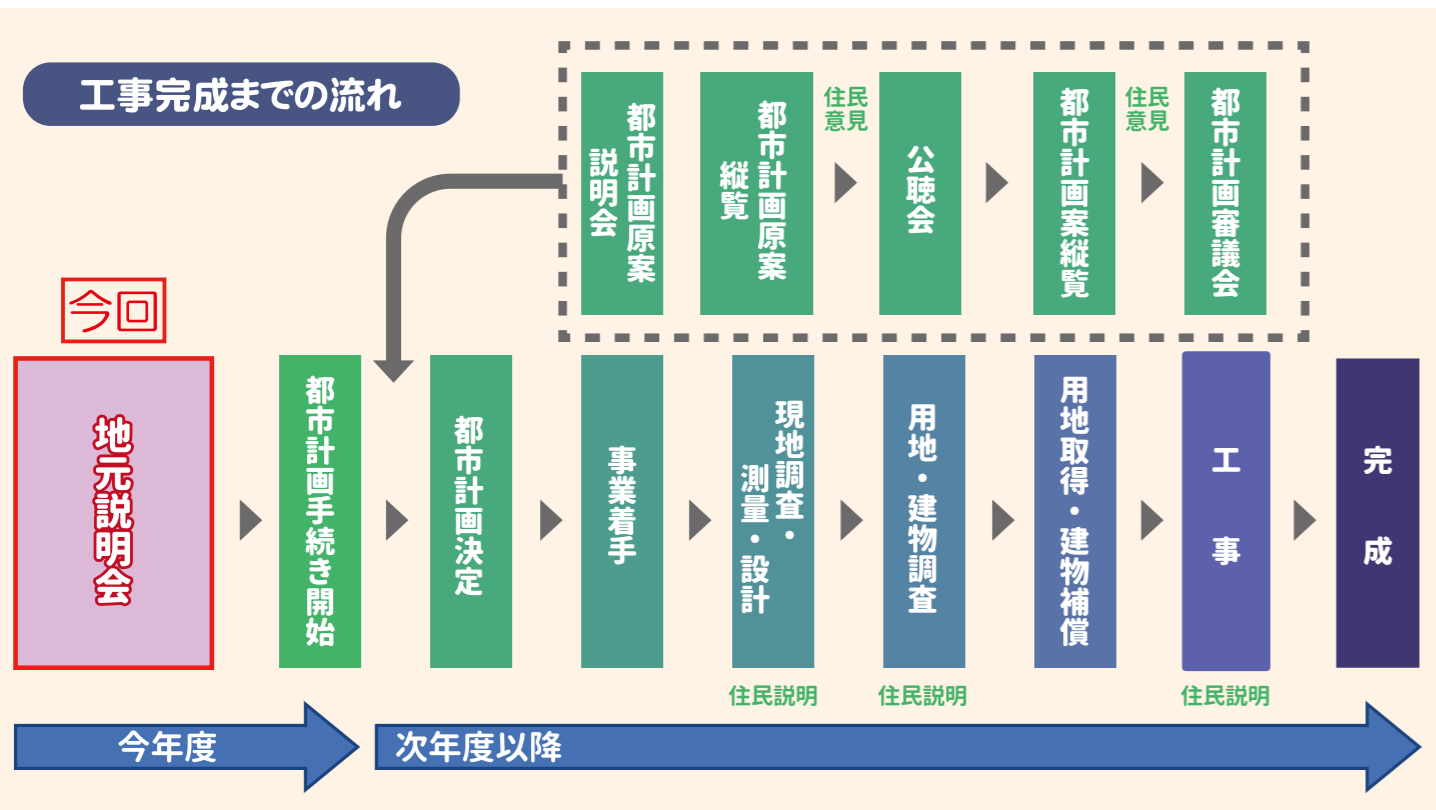 工事完成までの流れ
都市計画原案
説明会
都市計画原案
縦覧
住民
意見
公聴会
都市計画案縦覧
住民
意見
都市計画審議会
今回
地元説明会
都市計画手続き開始
都市計画決定
事業着手
現地調査・
測量・設計
用地・建物調査
用地取得・建物補償
工事
完成
住民説明
住民説明
住民説明
今年度
次年度以降